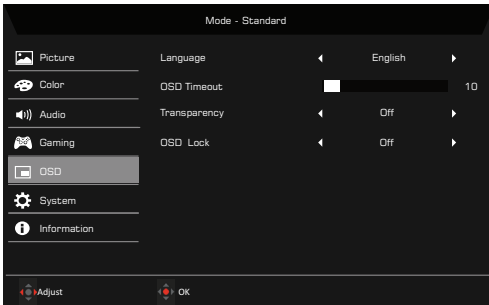 Mode - Standard
Picture
Color
Audio
Gaming
OSD
System
Information
Language English
OSD Timeout 10
Transparency Off
OSD Lock Off
Adjust OK